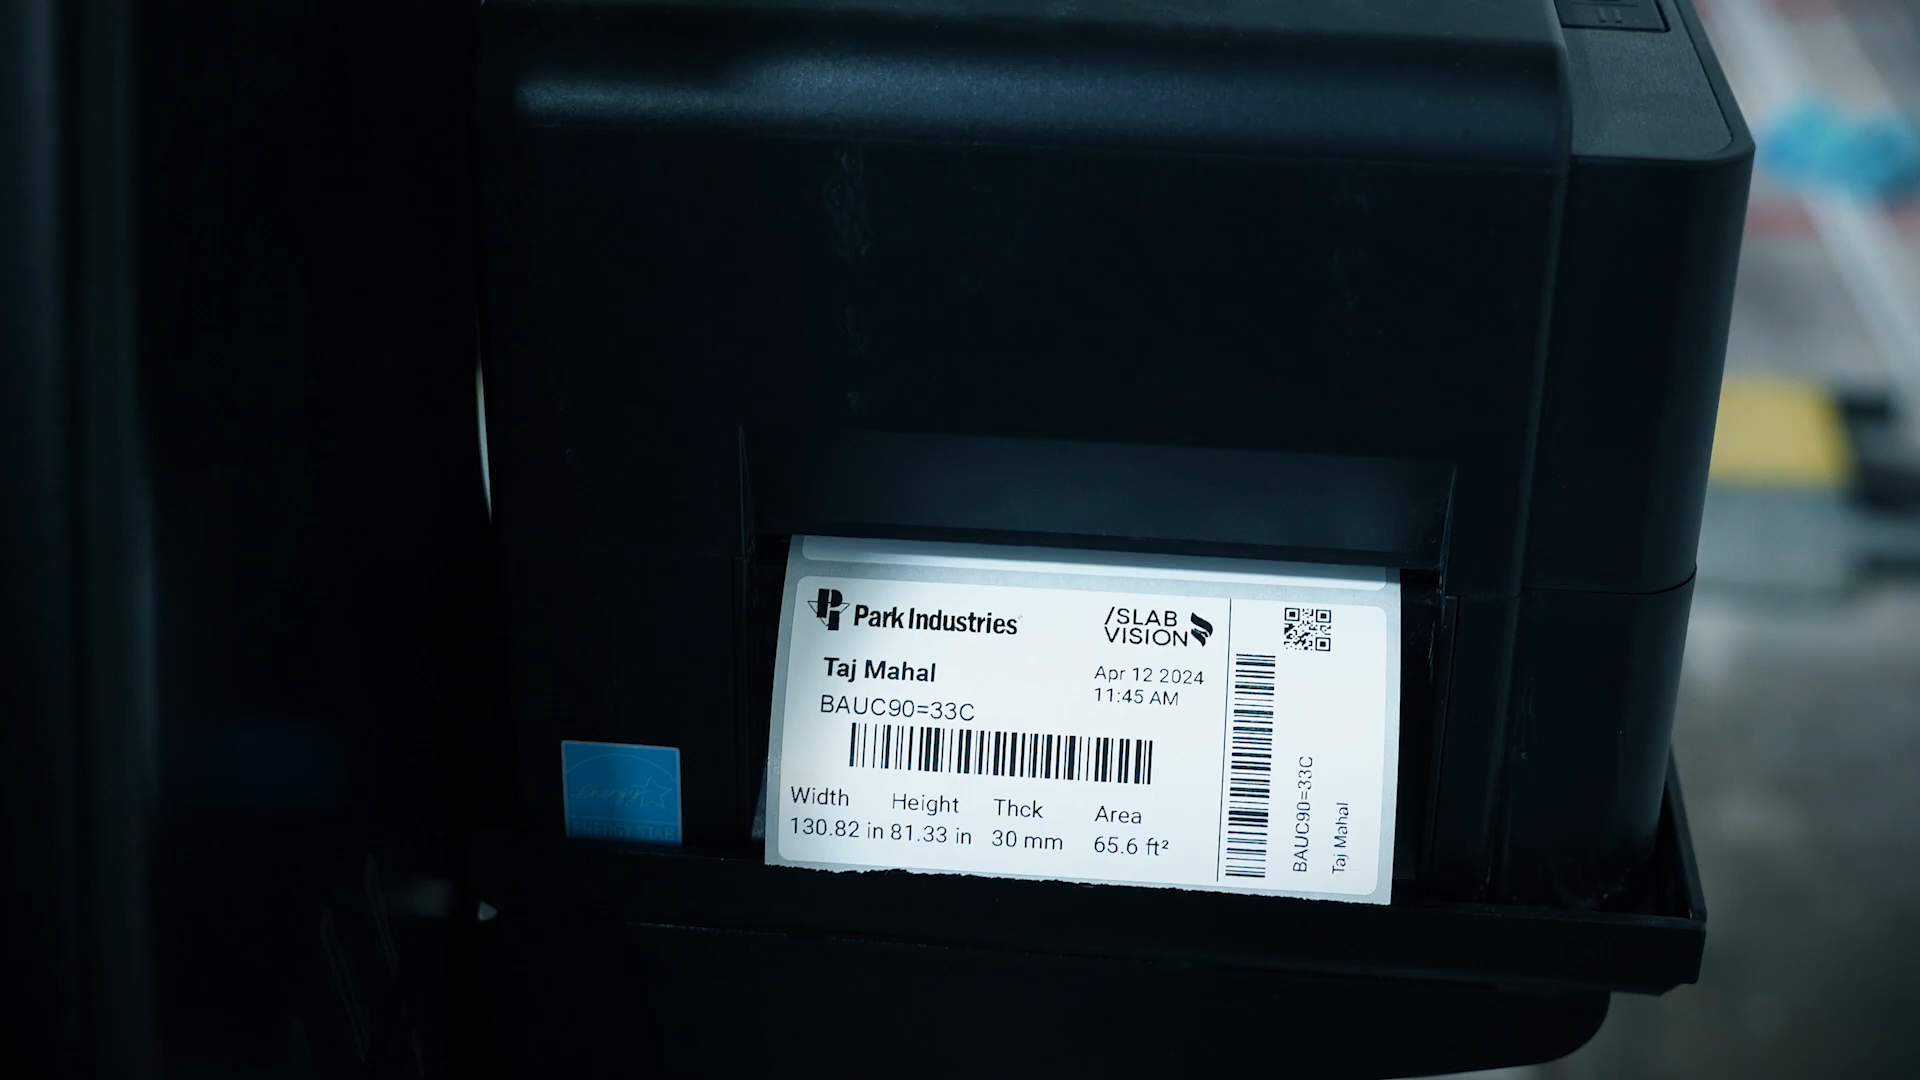 Park Industries
/SLAB
VISION
Taj Mahal
Apr 12 2024
11:45 AM
BAUC90=33C
Width Height Thck Area
130.82 in 81.33 in 30 mm 65.6 ft²
BAUC90=33C
Taj Mahal
energy
ENERGY STAR